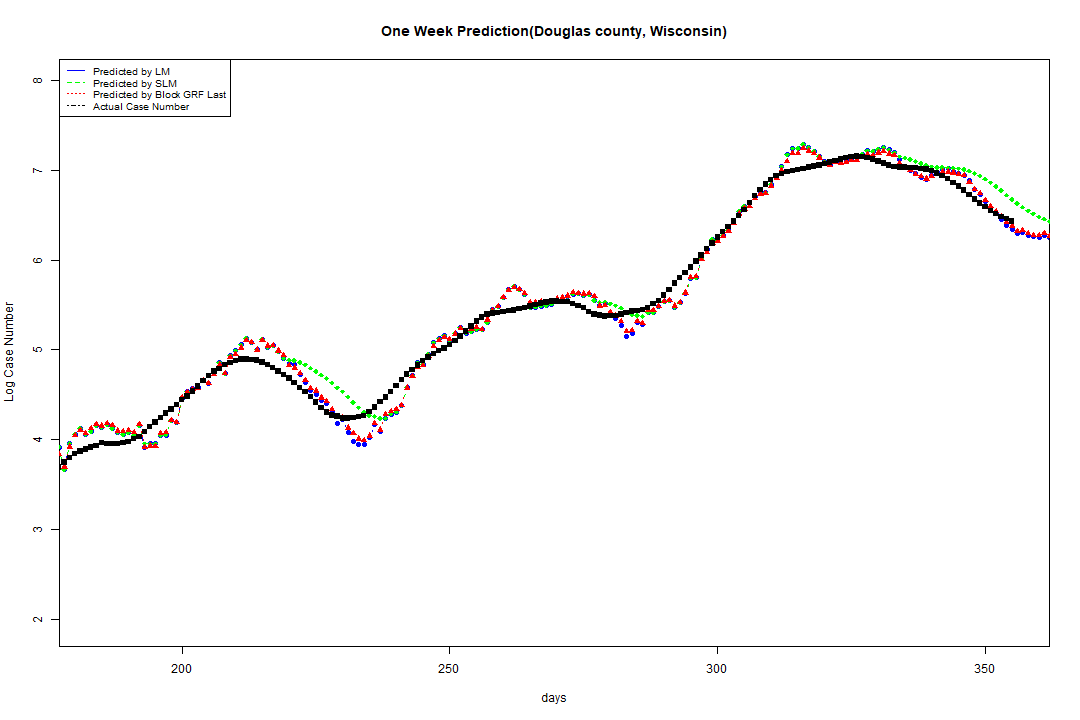 One Week Prediction(Douglas county, Wisconsin)
Predicted by LM
Predicted by SLM
Predicted by Block GRF Last
Actual Case Number
8
7
6
5
4
3
2
Log Case Number
200 250 300 350
days